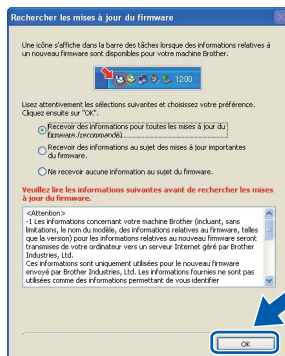 Rechercher les mises à jour du firmware
Une icône s'affiche dans la barre des tâches lorsque des informations relatives à
un nouveau firmware sont disponibles pour votre machine Brother.
12:00
Lisez attentivement les sélections suivantes et choisissez votre préférence.
Cliquez ensuite sur "OK".
Recevoir des informations pour toutes les mises à jour du
firmware.(recommandé)
Recevoir des informations au sujet des mises à jour importantes
du firmware.
Ne recevoir aucune information au sujet du firmware.
Veuillez lire les informations suivantes avant de rechercher les mises
à jour du firmware.
<Attention>
-1 Les informations concernant votre machine Brother (incluant, sans
limitations, le nom du modèle, des informations relatives au firmware, telles
que la version) pour les informations relatives au nouveau firmware seront
transmises de votre ordinateur vers un serveur Internet géré par Brother
Industries, Ltd.
Ces informations sont uniquement utilisées pour le nouveau firmware
envoyé par Brother Industries, Ltd. Les informations fournies ne sont pas
utilisées comme des informations permettant de vous identifier
OK